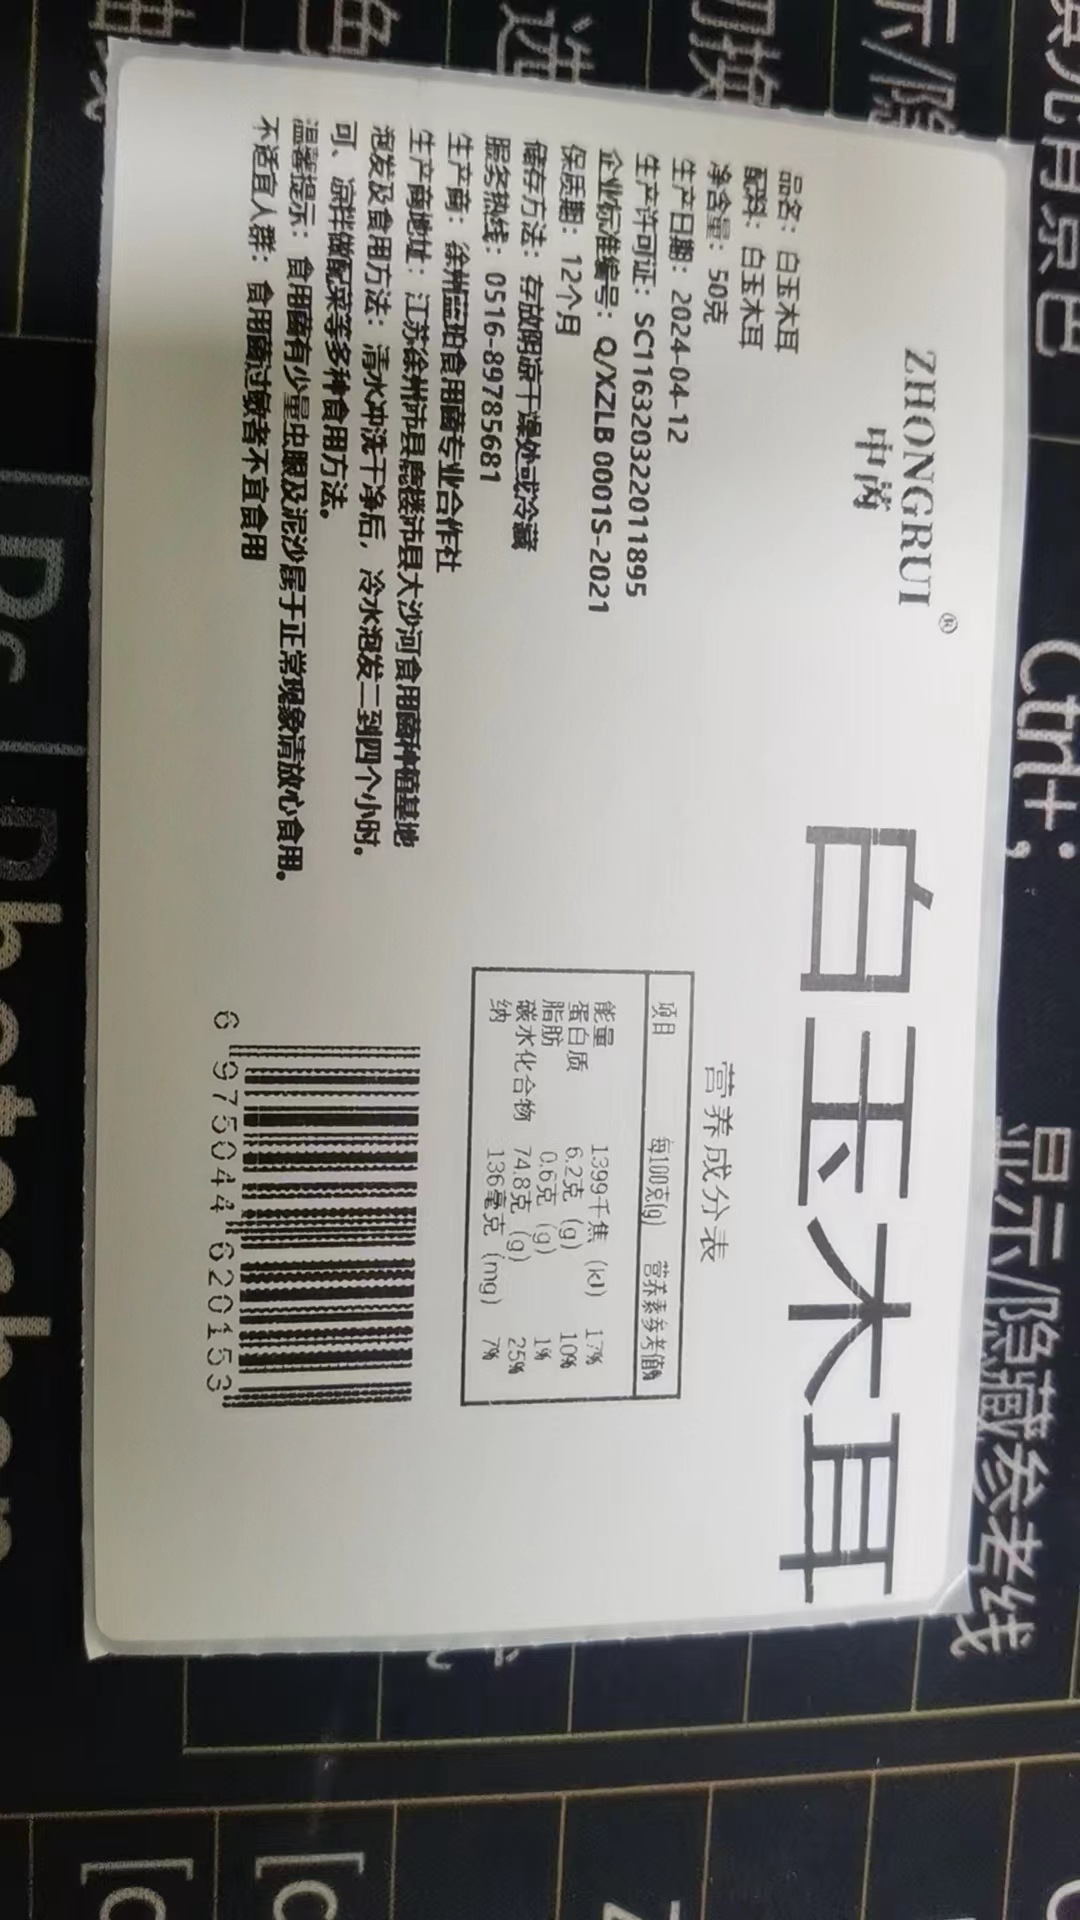 ZHONGRUI®
中芮
白玉木耳
品名：白玉木耳
配料：白玉木耳
净含量：50克
生产日期：2024-04-12
生产许可证：SC116320322011895
企业标准编号：Q/XZLB 0001S-2021
保质期：12个月
储存方法：存放阴凉干燥处或冷藏
服务热线：0516-89785681
生产商：徐州蓝珀食用菌专业合作社
生产商地址：江苏徐州沛县鹿楼沛县大沙河食用菌种植基地
泡发及食用方法：清水冲洗干净后，冷水泡发二到四个小时。
可、凉拌做配菜等多种食用方法。
温馨提示：食用菌有少量虫眼及泥沙属于正常现象请放心食用。
不适宜人群：食用菌过敏者不宜食用
营养成分表
项目 每100克(g) 营养素参考值%
能量 1399千焦 (kJ) 17%
蛋白质 6.2克 (g) 10%
脂肪 0.6克 (g) 1%
碳水化合物 74.8克 (g) 25%
纳 136毫克 (mg) 7%
6 975044 620153
Ctrl+;
显示/隐藏参考线